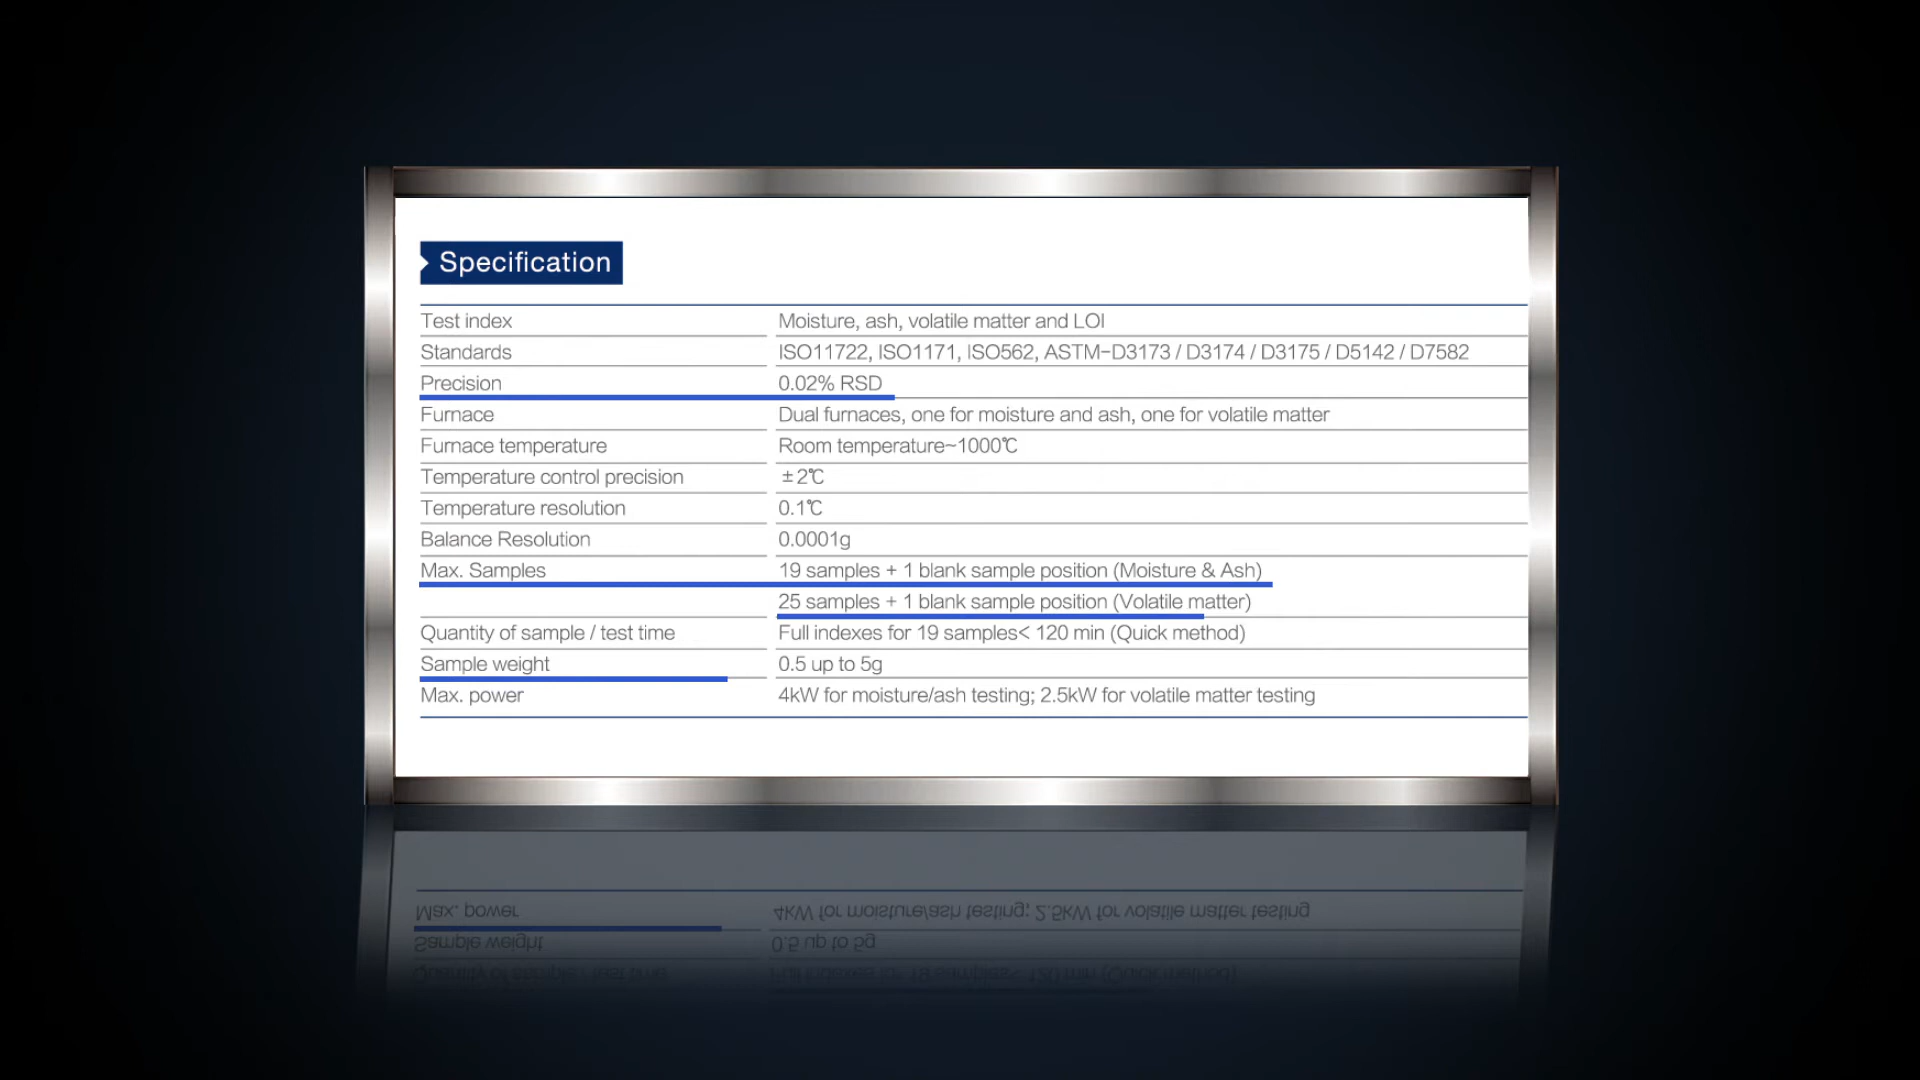 Specification
Test index Moisture, ash, volatile matter and LOI
Standards ISO11722, ISO1171, ISO562, ASTM-D3173 / D3174 / D3175 / D5142 / D7582
Precision 0.02% RSD
Furnace Dual furnaces, one for moisture and ash, one for volatile matter
Furnace temperature Room temperature~1000℃
Temperature control precision ±2℃
Temperature resolution 0.1℃
Balance Resolution 0.0001g
Max. Samples 19 samples + 1 blank sample position (Moisture & Ash)
25 samples + 1 blank sample position (Volatile matter)
Quantity of sample / test time Full indexes for 19 samples< 120 min (Quick method)
Sample weight 0.5 up to 5g
Max. power 4kW for moisture/ash testing; 2.5kW for volatile matter testing